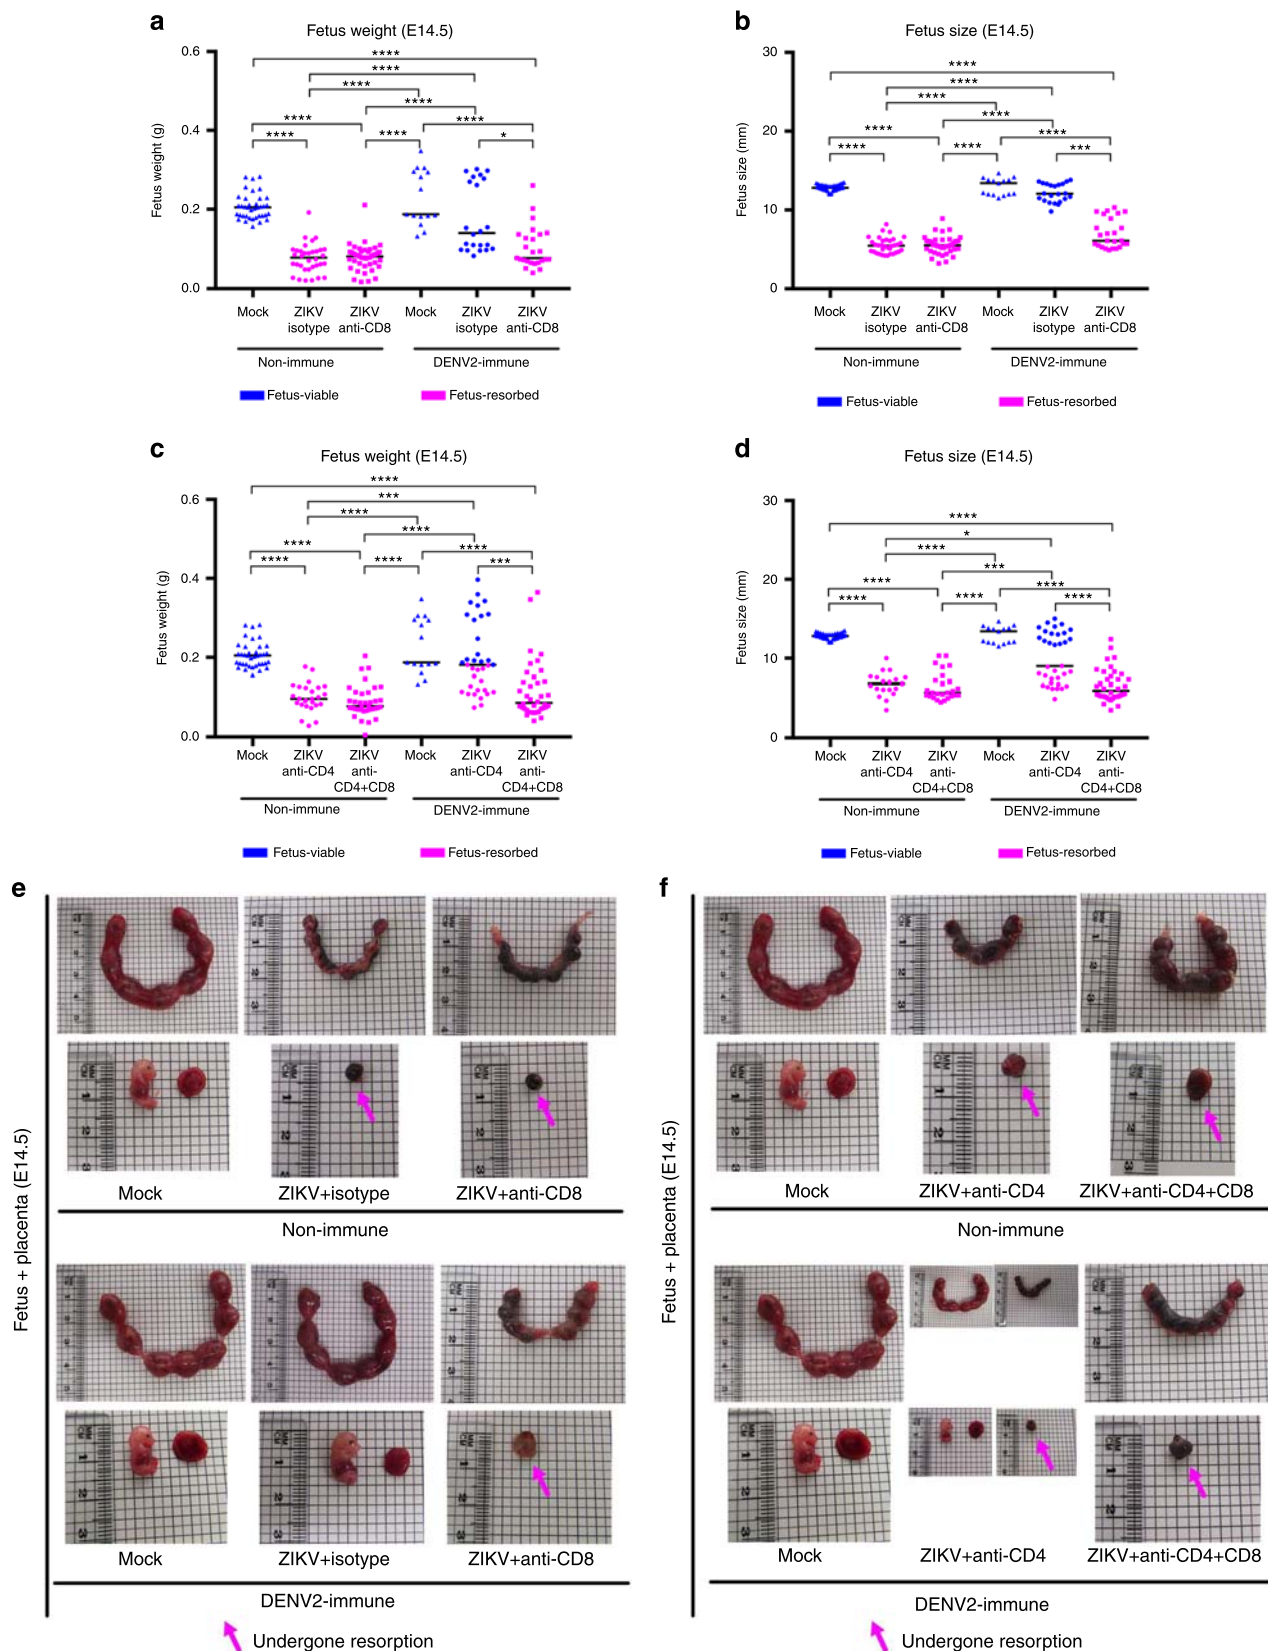 a
Fetus weight (E14.5)
Fetus weight (g)
0.6
0.4
0.2
0.0
****
****
****
****
**** ****
**** **** *
Mock ZIKV isotype ZIKV anti-CD8 Mock ZIKV isotype ZIKV anti-CD8
Non-immune DENV2-immune
Fetus-viable Fetus-resorbed
b
Fetus size (E14.5)
Fetus size (mm)
30
20
10
0
****
****
****
****
**** ****
**** **** ***
Mock ZIKV isotype ZIKV anti-CD8 Mock ZIKV isotype ZIKV anti-CD8
Non-immune DENV2-immune
Fetus-viable Fetus-resorbed
c
Fetus weight (E14.5)
Fetus weight (g)
0.6
0.4
0.2
0.0
****
***
****
****
**** ****
**** **** ***
Mock ZIKV anti-CD4 ZIKV anti-CD4+CD8 Mock ZIKV anti-CD4 ZIKV anti-CD4+CD8
Non-immune DENV2-immune
Fetus-viable Fetus-resorbed
d
Fetus size (E14.5)
Fetus size (mm)
30
20
10
0
****
*
****
***
**** ****
**** **** ****
Mock ZIKV anti-CD4 ZIKV anti-CD4+CD8 Mock ZIKV anti-CD4 ZIKV anti-CD4+CD8
Non-immune DENV2-immune
Fetus-viable Fetus-resorbed
e
Fetus + placenta (E14.5)
Mock ZIKV+isotype ZIKV+anti-CD8
Non-immune
Mock ZIKV+isotype ZIKV+anti-CD8
DENV2-immune
Undergone resorption
f
Fetus + placenta (E14.5)
Mock ZIKV+anti-CD4 ZIKV+anti-CD4+CD8
Non-immune
Mock ZIKV+anti-CD4 ZIKV+anti-CD4+CD8
DENV2-immune
Undergone resorption